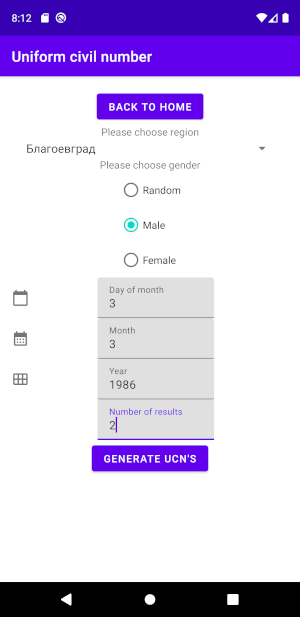 8:12
Uniform civil number
BACK TO HOME
Please choose region
Благоевград
Please choose gender
Random
Male
Female
Day of month
3
Month
3
Year
1986
Number of results
2
GENERATE UCN'S